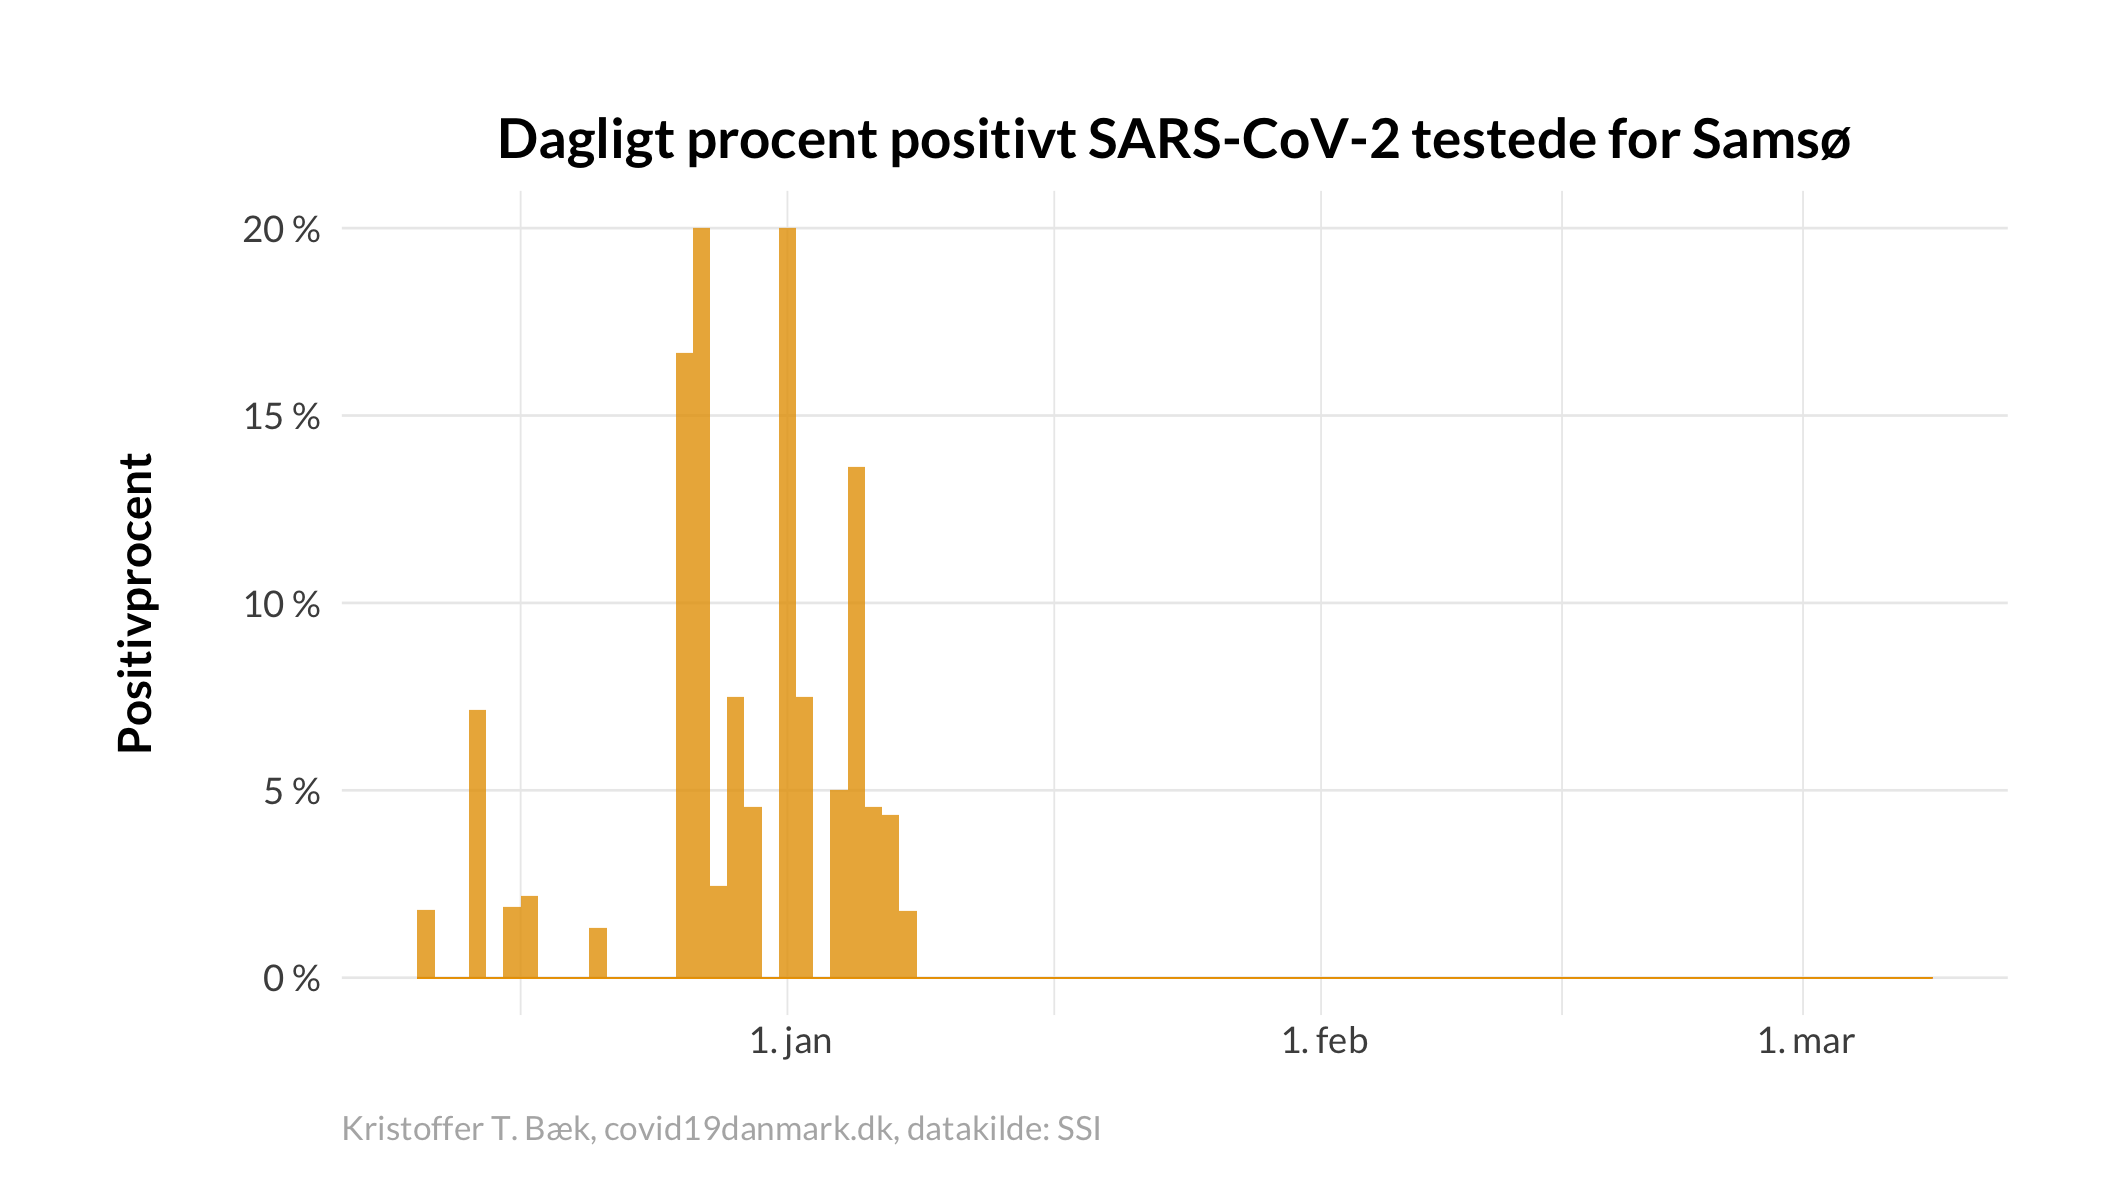 Dagligt procent positivt SARS-CoV-2 testede for Samsø
Positivprocent
20 %
15 %
10 %
5 %
0 %
1. jan
1. feb
1. mar
Kristoffer T. Bæk, covid19danmark.dk, datakilde: SSI